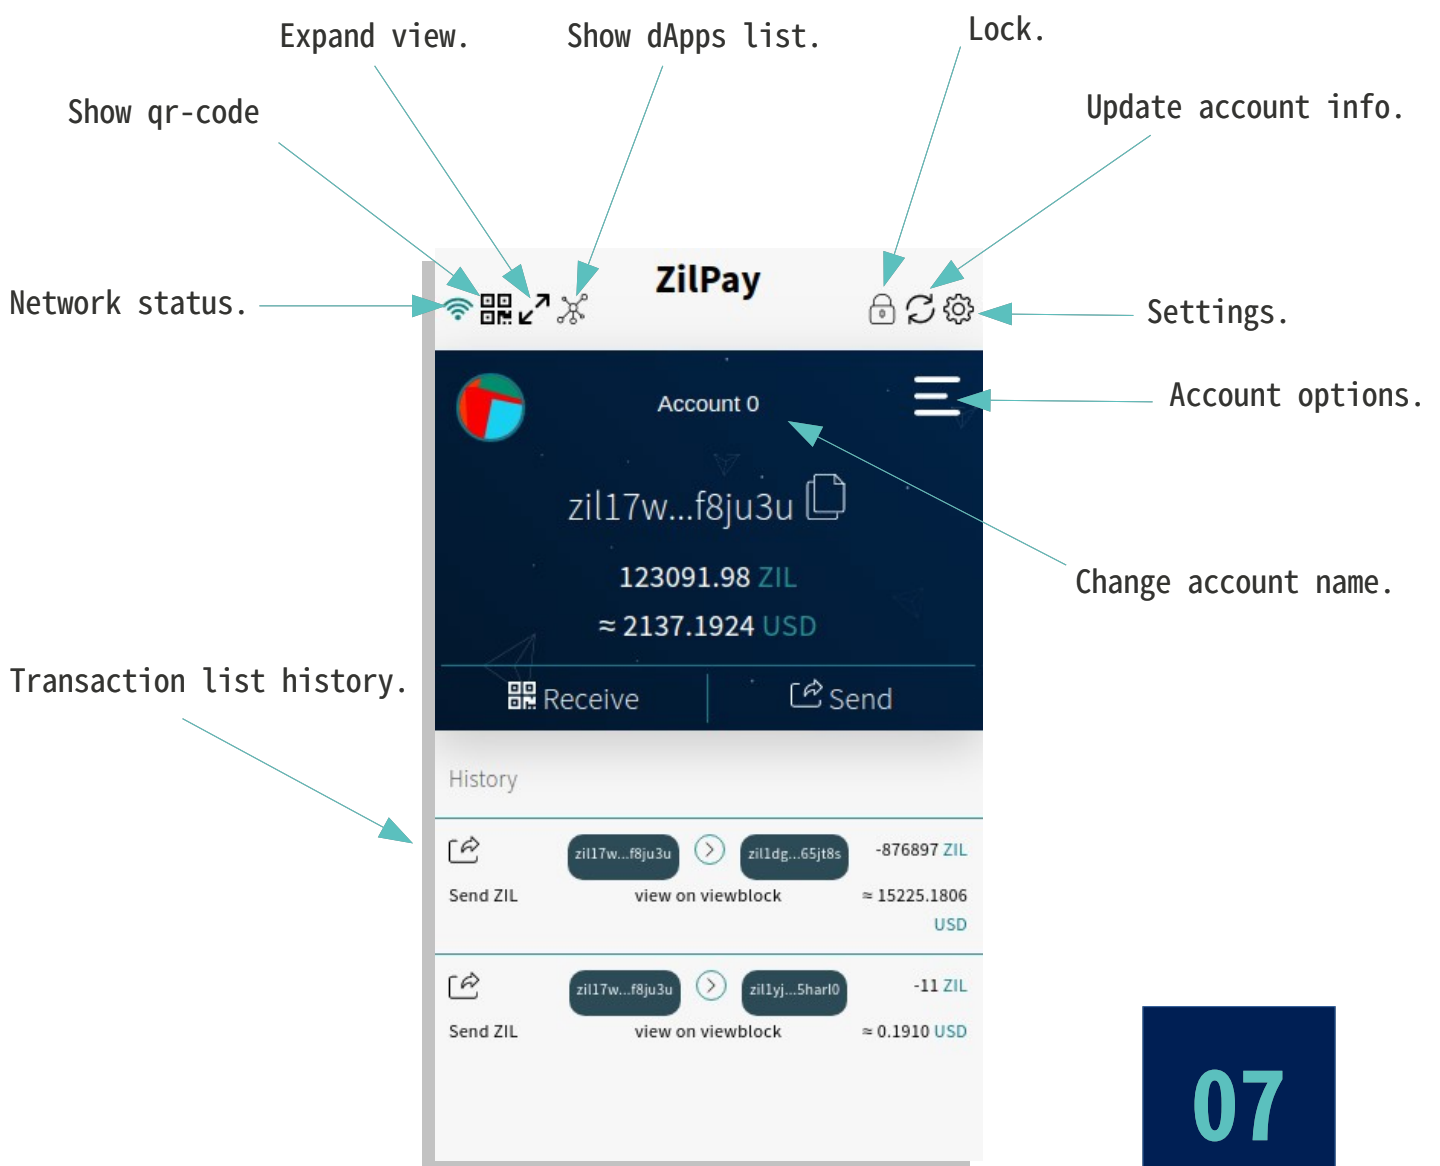 Expand view.
Show dApps list.
Lock.
Show qr-code
Update account info.
ZilPay
Network status.
Settings.
Account 0
Account options.
zil17w...f8ju3u
123091.98 ZIL
≈ 2137.1924 USD
Change account name.
Transaction list history.
Receive
Send
History
zil17w...f8ju3u
zil1dg...65jt8s
-876897 ZIL
Send ZIL
view on viewblock
≈ 15225.1806
USD
zil17w...f8ju3u
zil1yj...5harl0
-11 ZIL
Send ZIL
view on viewblock
≈ 0.1910 USD
07